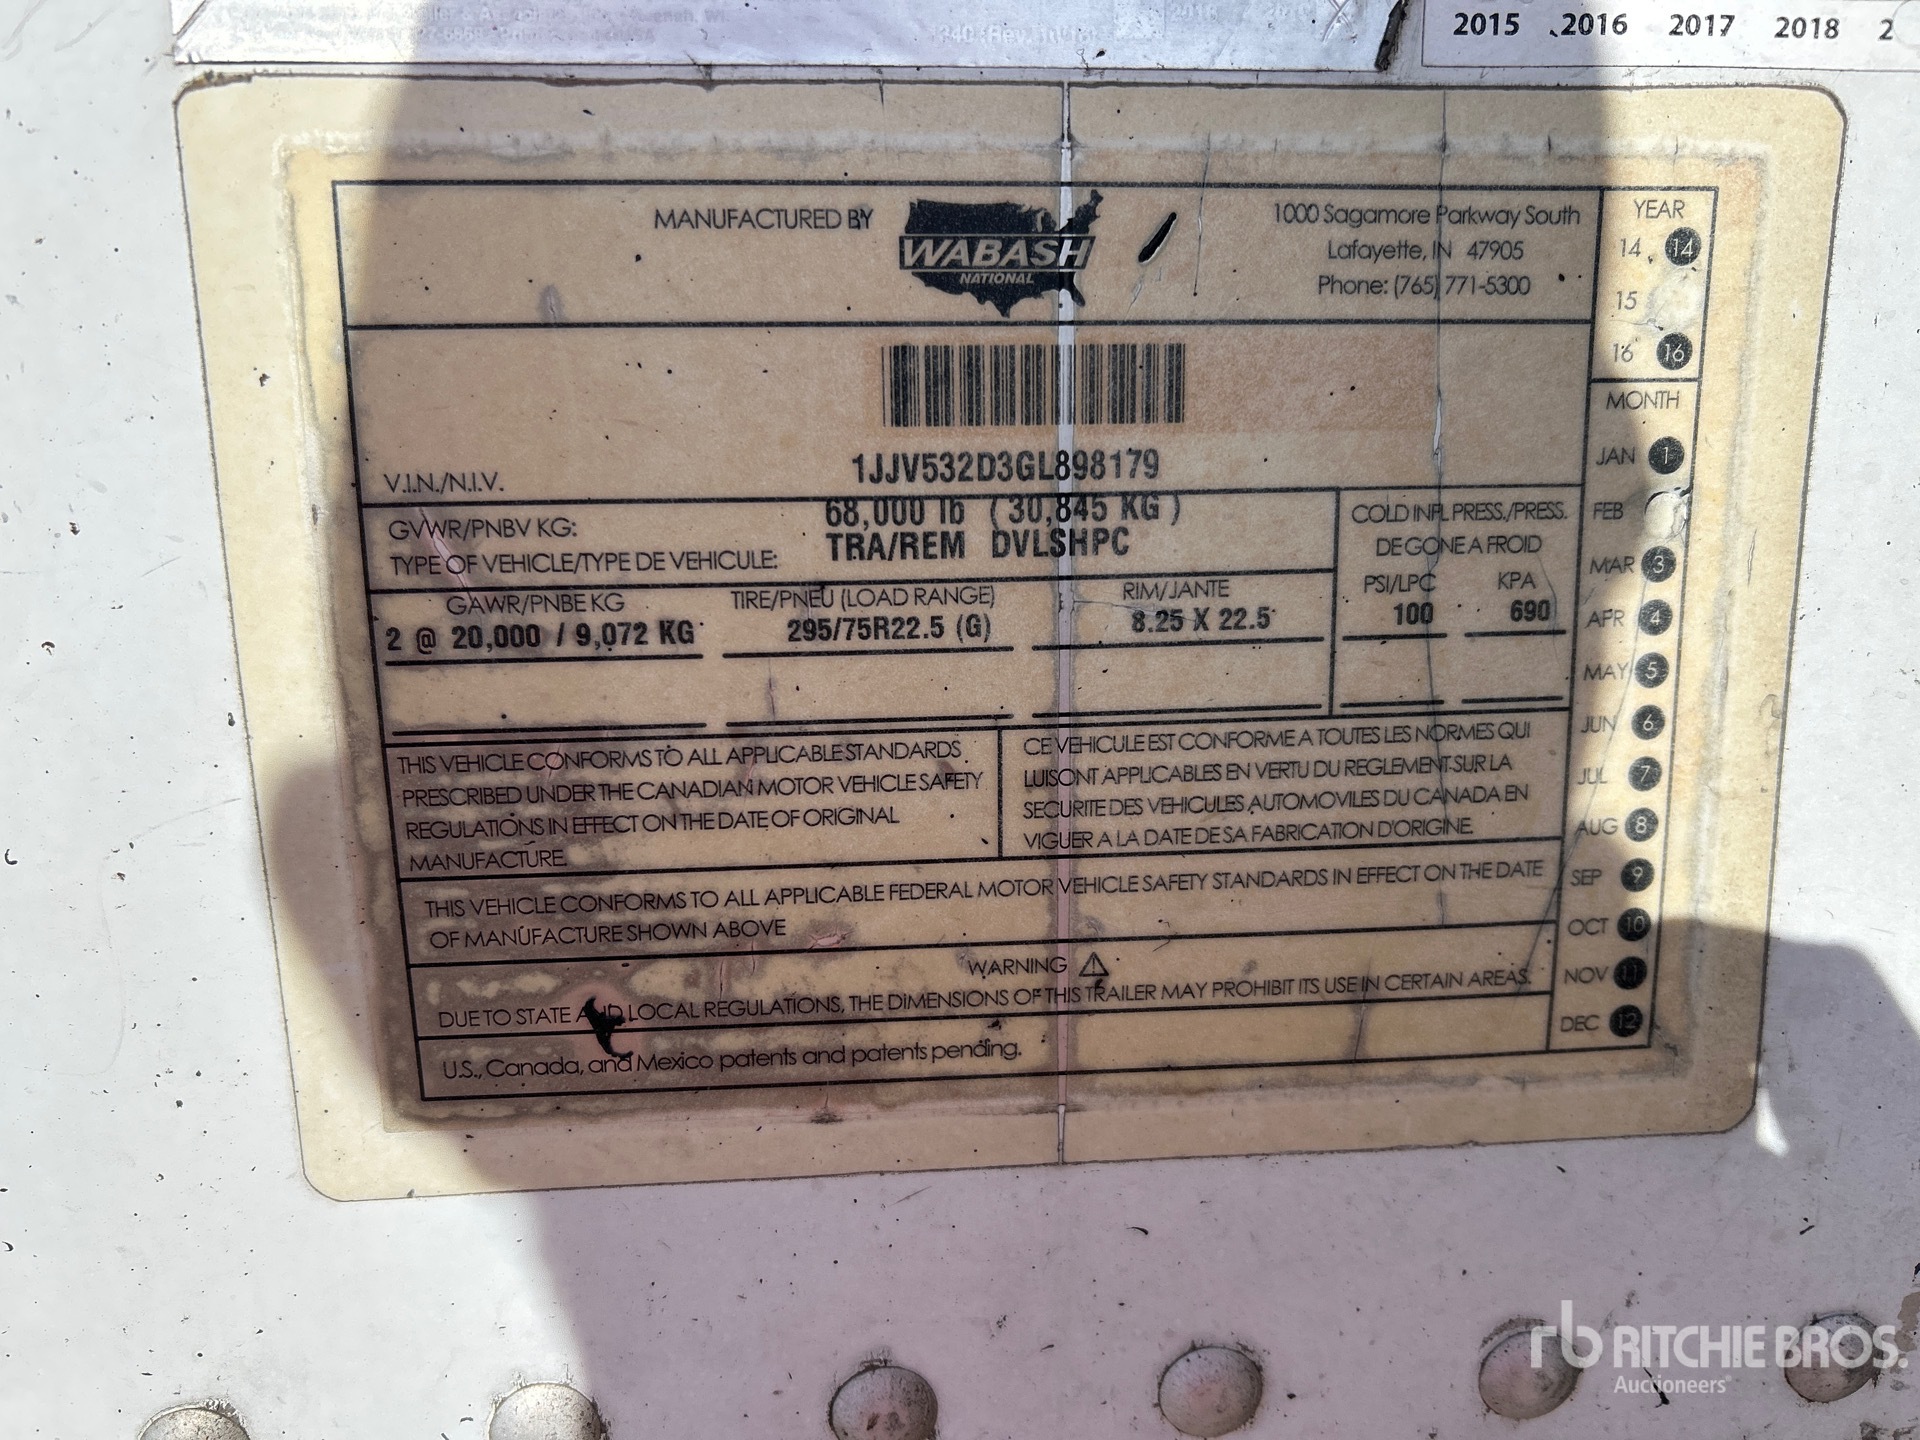 2015 2016 2017 2018 2
MANUFACTURED BY
WABASH
NATIONAL
1000 Sagamore Parkway South
Lafayette, IN 47905
Phone: (765) 771-5300
YEAR
14 14
15
16 16
MONTH
JAN 1
FEB
MAR 3
APR 4
MAY 5
JUN 6
JUL 7
AUG 8
SEP 9
OCT 10
NOV 11
DEC 12
V.I.N./N.I.V.
1JJV532D3GL898179
GVWR/PNBV KG: 68,000 lb ( 30,845 KG )
TYPE OF VEHICLE/TYPE DE VEHICULE: TRA/REM DVLSHPC
COLD INFL PRESS./PRESS.
DE GONE A FROID
PSI/LPC KPA
100 690
GAWR/PNBE KG TIRE/PNEU (LOAD RANGE) RIM/JANTE
2 @ 20,000 / 9,072 KG 295/75R22.5 (G) 8.25 X 22.5
THIS VEHICLE CONFORMS TO ALL APPLICABLE STANDARDS
PRESCRIBED UNDER THE CANADIAN MOTOR VEHICLE SAFETY
REGULATIONS IN EFFECT ON THE DATE OF ORIGINAL
MANUFACTURE.
CE VEHICULE EST CONFORME A TOUTES LES NORMES QUI
LUI SONT APPLICABLES EN VERTU DU REGLEMENT SUR LA
SECURITE DES VEHICULES AUTOMOVILES DU CANADA EN
VIGUER A LA DATE DE SA FABRICATION D'ORIGINE.
THIS VEHICLE CONFORMS TO ALL APPLICABLE FEDERAL MOTOR VEHICLE SAFETY STANDARDS IN EFFECT ON THE DATE
OF MANUFACTURE SHOWN ABOVE
WARNING
DUE TO STATE AND LOCAL REGULATIONS, THE DIMENSIONS OF THIS TRAILER MAY PROHIBIT ITS USE IN CERTAIN AREAS.
U.S., Canada, and Mexico patents and patents pending.
rb RITCHIE BROS.
Auctioneers